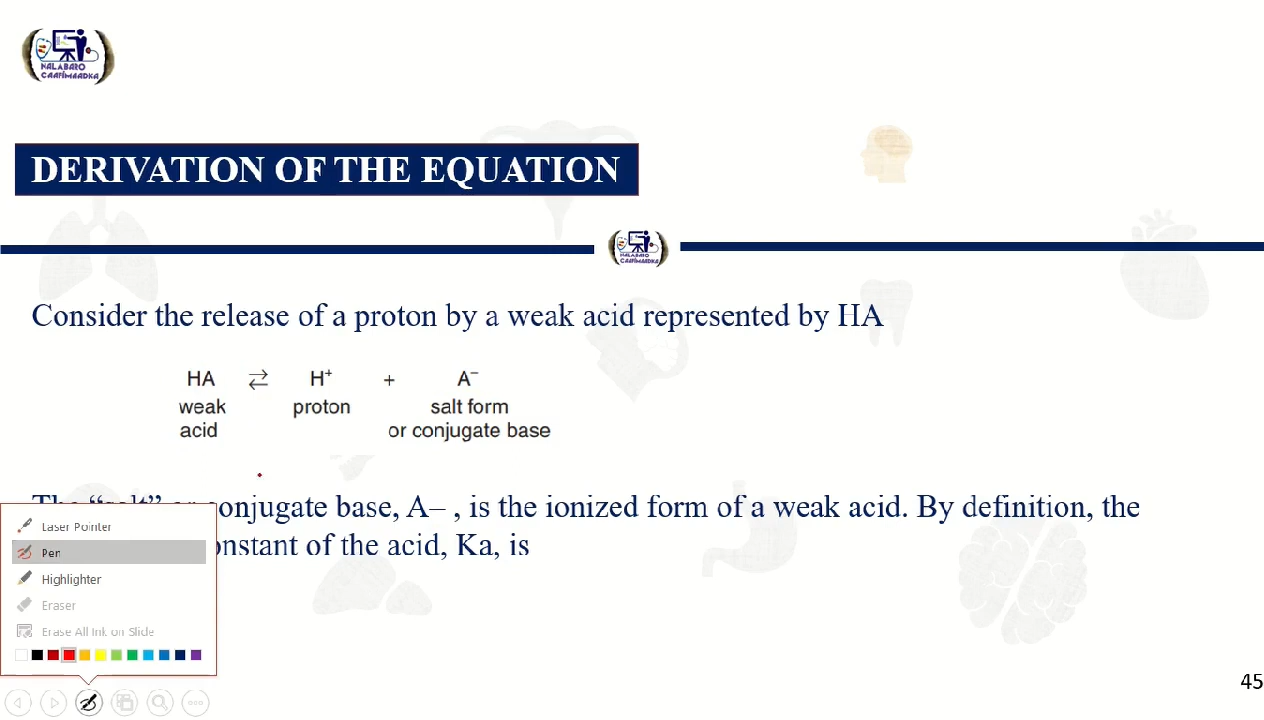 NALABARO
CAAFIMAADKA
DERIVATION OF THE EQUATION
NALABARO
CAAFIMAADKA
Consider the release of a proton by a weak acid represented by HA
HA ⇄ H⁺ + A⁻
weak proton salt form
acid or conjugate base
The “salt” or conjugate base, A– , is the ionized form of a weak acid. By definition, the
onstant of the acid, Ka, is
Laser Pointer
Pen
Highlighter
Eraser
Erase All Ink on Slide
45